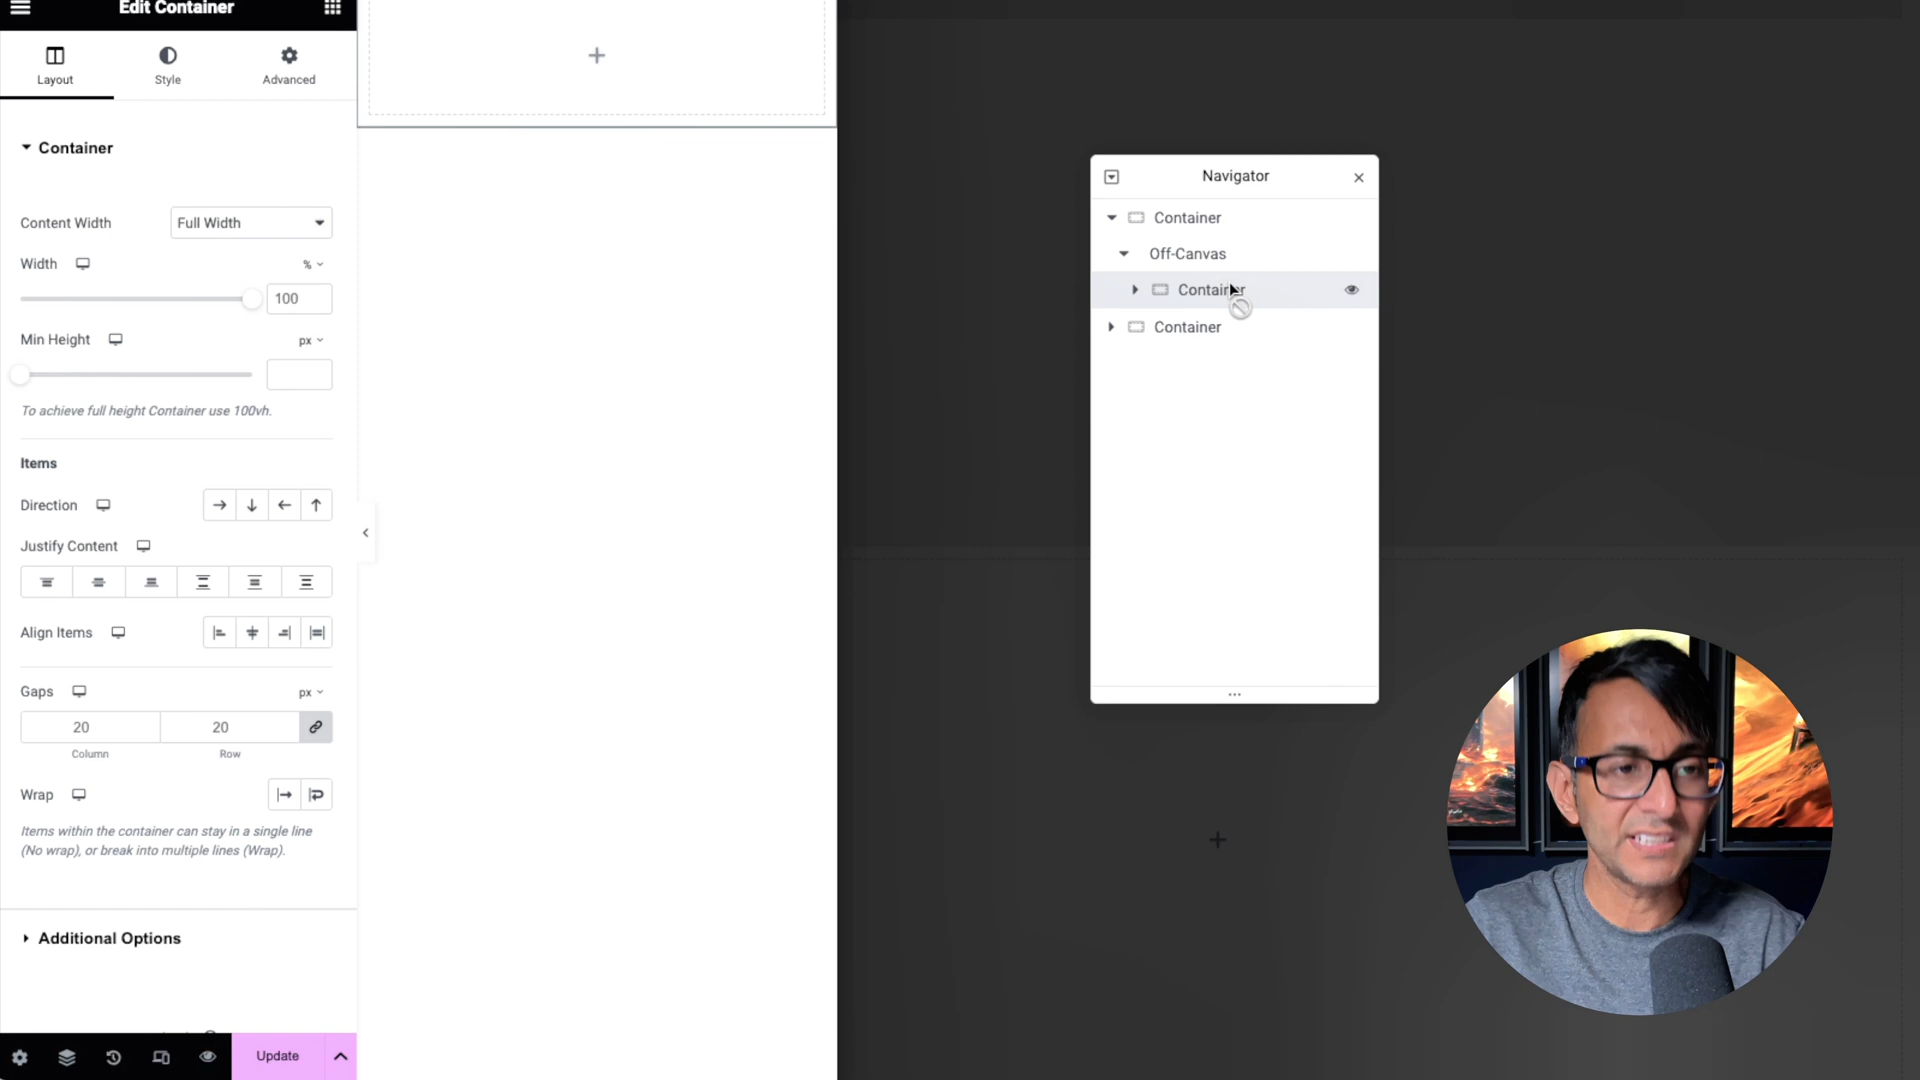 Edit Container
Layout
Style
Advanced
Container
Content Width
Full Width
Width
%
100
Min Height
px
To achieve full height Container use 100vh.
Items
Direction
Justify Content
Align Items
Gaps
px
20
20
Column
Row
Wrap
Items within the container can stay in a single line
(No wrap), or break into multiple lines (Wrap).
Additional Options
Update
Navigator
Container
Off-Canvas
Container
Container